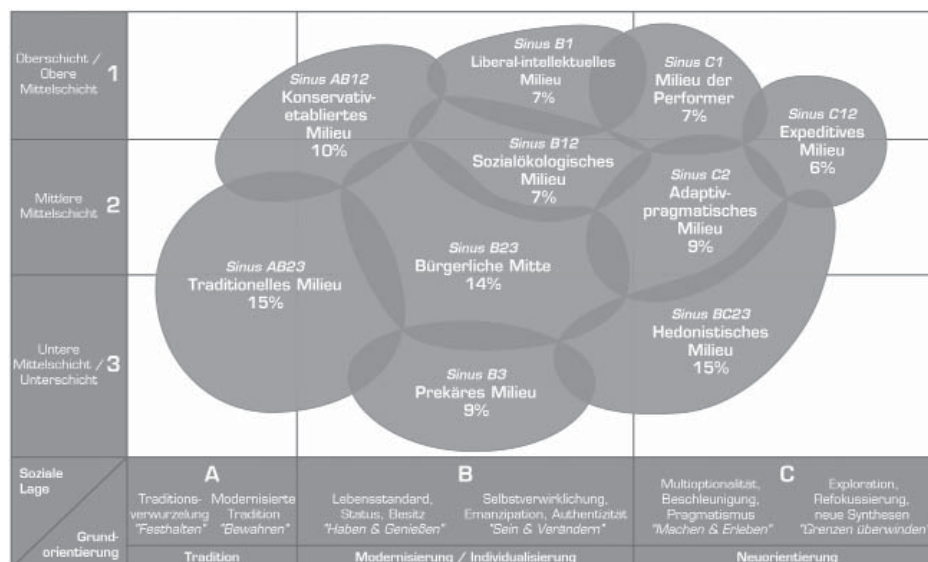 Oberschicht /
Obere
Mittelschicht
1
Mittlere
Mittelschicht
2
Untere
Mittelschicht /
Unterschicht
3
Sinus AB12
Konservativ-
etabliertes
Milieu
10%
Sinus B1
Liberal-intellektuelles
Milieu
7%
Sinus C1
Milieu der
Performer
7%
Sinus C12
Expeditives
Milieu
6%
Sinus B12
Sozialökologisches
Milieu
7%
Sinus C2
Adaptiv-
pragmatisches
Milieu
9%
Sinus AB23
Traditionelles Milieu
15%
Sinus B23
Bürgerliche Mitte
14%
Sinus BC23
Hedonistisches
Milieu
15%
Sinus B3
Prekäres Milieu
9%
Soziale
Lage
Grund-
orientierung
A
Traditions-
verwurzelung
"Festhalten"
Modernisierte
Tradition
"Bewahren"
Tradition
B
Lebensstandard,
Status, Besitz
"Haben & Genießen"
Selbstverwirklichung,
Emanzipation, Authentizität
"Sein & Verändern"
Modernisierung / Individualisierung
C
Multioptionalität,
Beschleunigung,
Pragmatismus
"Machen & Erleben"
Exploration,
Refokussierung,
neue Synthesen
"Grenzen überwinden"
Neuorientierung